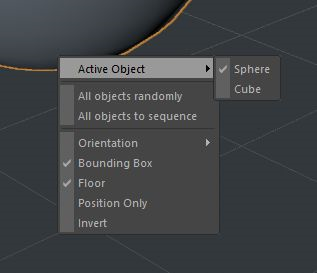 Active Object
Sphere
Cube
All objects randomly
All objects to sequence
Orientation
Bounding Box
Floor
Position Only
Invert